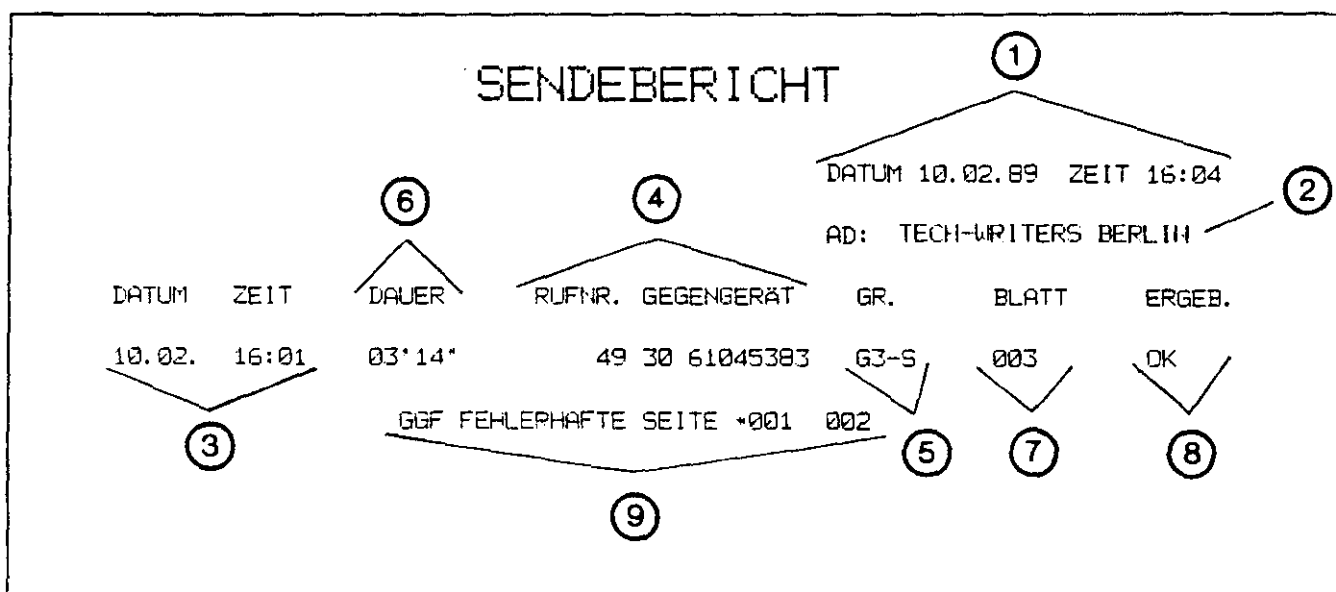 ①
SENDEBERICHT
DATUM 10.02.89 ZEIT 16:04
⑥ ④ ②
AD: TECH-WRITERS BERLIN
DATUM ZEIT DAUER RUFNR. GEGENGERÄT GR. BLATT ERGEB.
10.02. 16:01 03'14" 49 30 61045383 G3-S 003 OK
GGF FEHLERHAFTE SEITE *001 002
③ ⑤ ⑦ ⑧
⑨